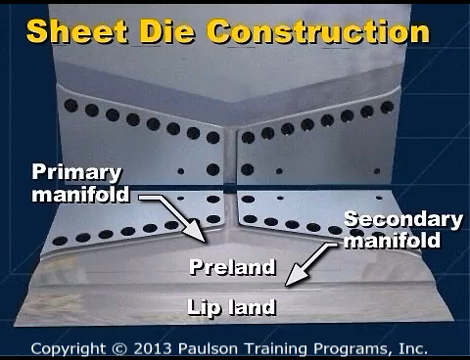 Sheet Die Construction
Primary
manifold
Secondary
manifold
Preland
Lip land
Copyright © 2013 Paulson Training Programs, Inc.